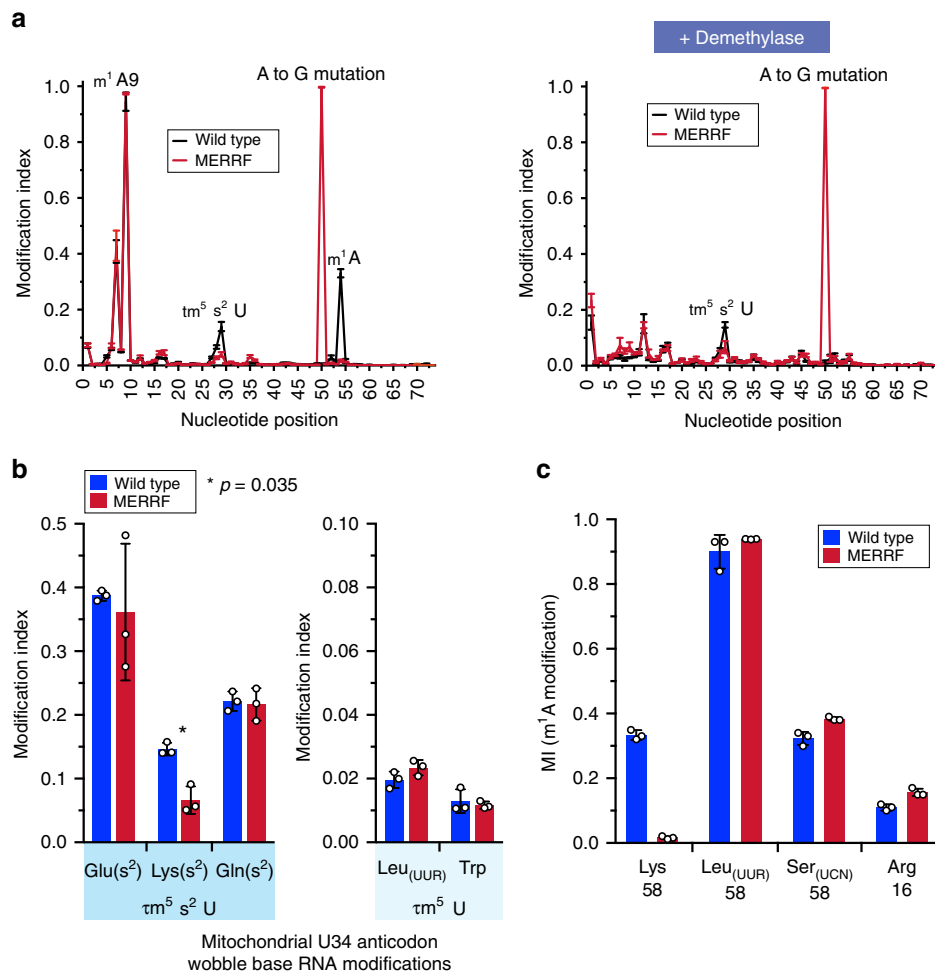 a
+ Demethylase
m1 A9
A to G mutation
Wild type
MERRF
tm5 s2 U
m1A
Modification index
1.0
0.8
0.6
0.4
0.2
0.0
0 5 10 15 20 25 30 35 40 45 50 55 60 65 70
Nucleotide position
A to G mutation
Wild type
MERRF
tm5 s2 U
Modification index
1.0
0.8
0.6
0.4
0.2
0.0
0 5 10 15 20 25 30 35 40 45 50 55 60 65 70
Nucleotide position
b
Wild type
MERRF
* p = 0.035
Modification index
0.5
0.4
0.3
0.2
0.1
0.0
*
Glu(s2) Lys(s2) Gln(s2)
τm5 s2 U
Modification index
0.10
0.08
0.06
0.04
0.02
0.00
Leu(UUR) Trp
τm5 U
Mitochondrial U34 anticodon
wobble base RNA modifications
c
Wild type
MERRF
MI (m1A modification)
1.0
0.8
0.6
0.4
0.2
0.0
Lys Leu(UUR) Ser(UCN) Arg
58 58 58 16